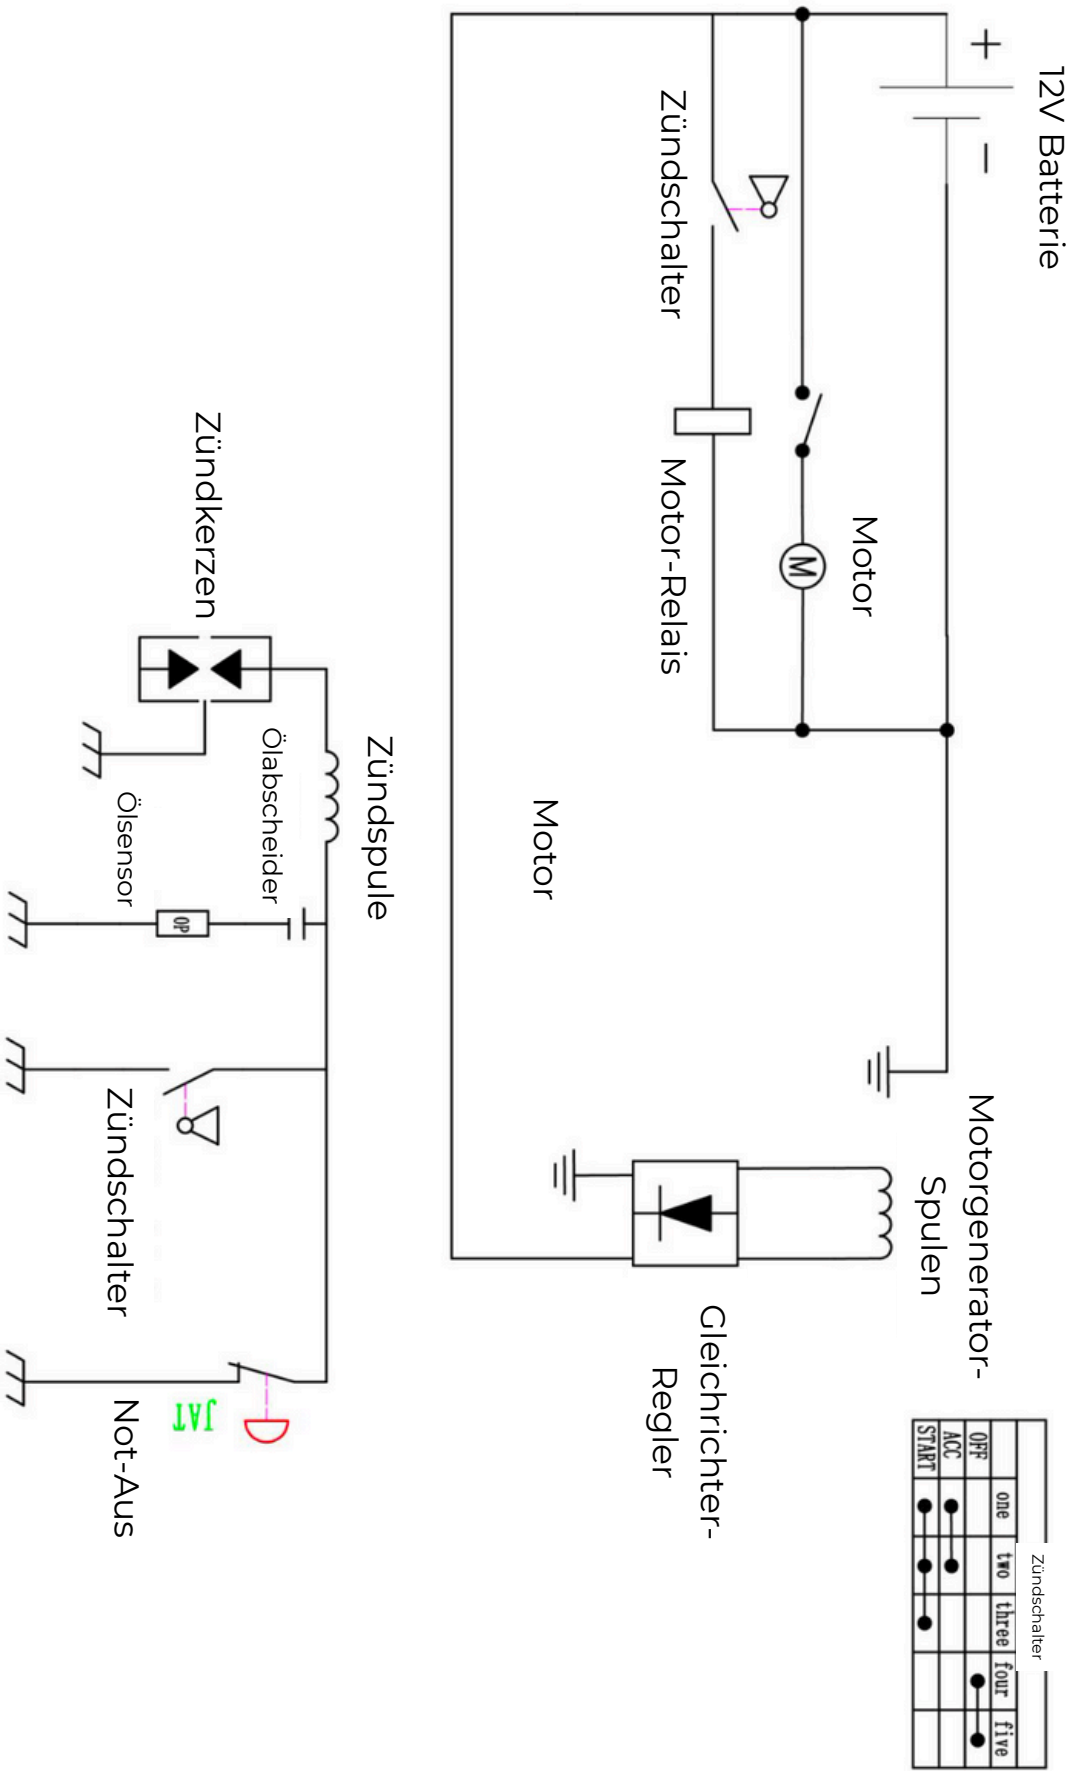 12V Batterie
+
−
Zündschalter
Motor
M
Motor-Relais
Motor
Motorgenerator-
Spulen
Gleichrichter-
Regler
Zündschalter
one two three four five
OFF
ACC
START
Zündkerzen
Zündspule
Ölabscheider
Ölsensor
OP
Zündschalter
JAT
Not-Aus